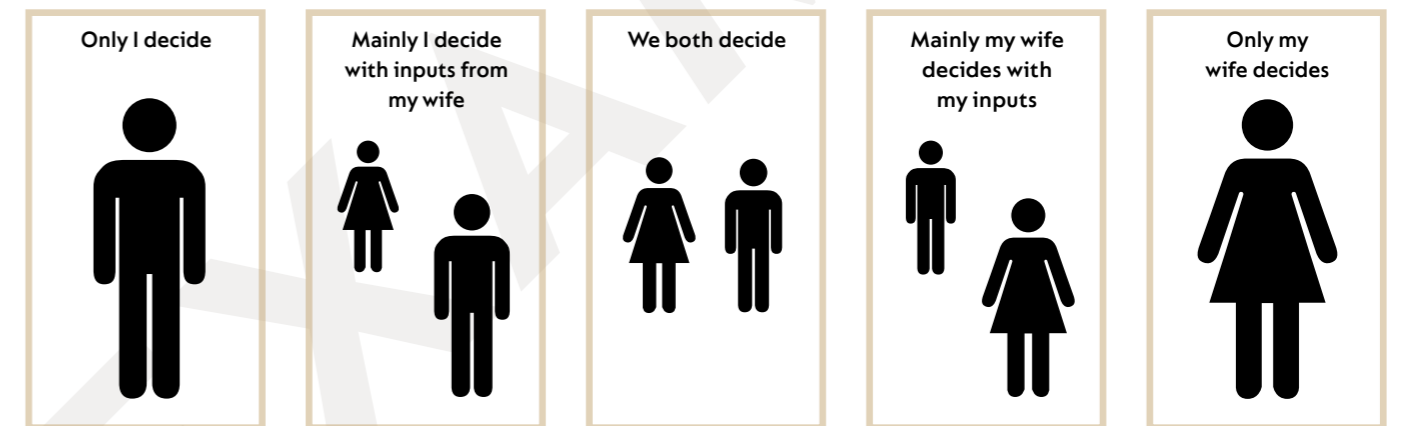 Only I decide
Mainly I decide
with inputs from
my wife
We both decide
Mainly my wife
decides with
my inputs
Only my
wife decides